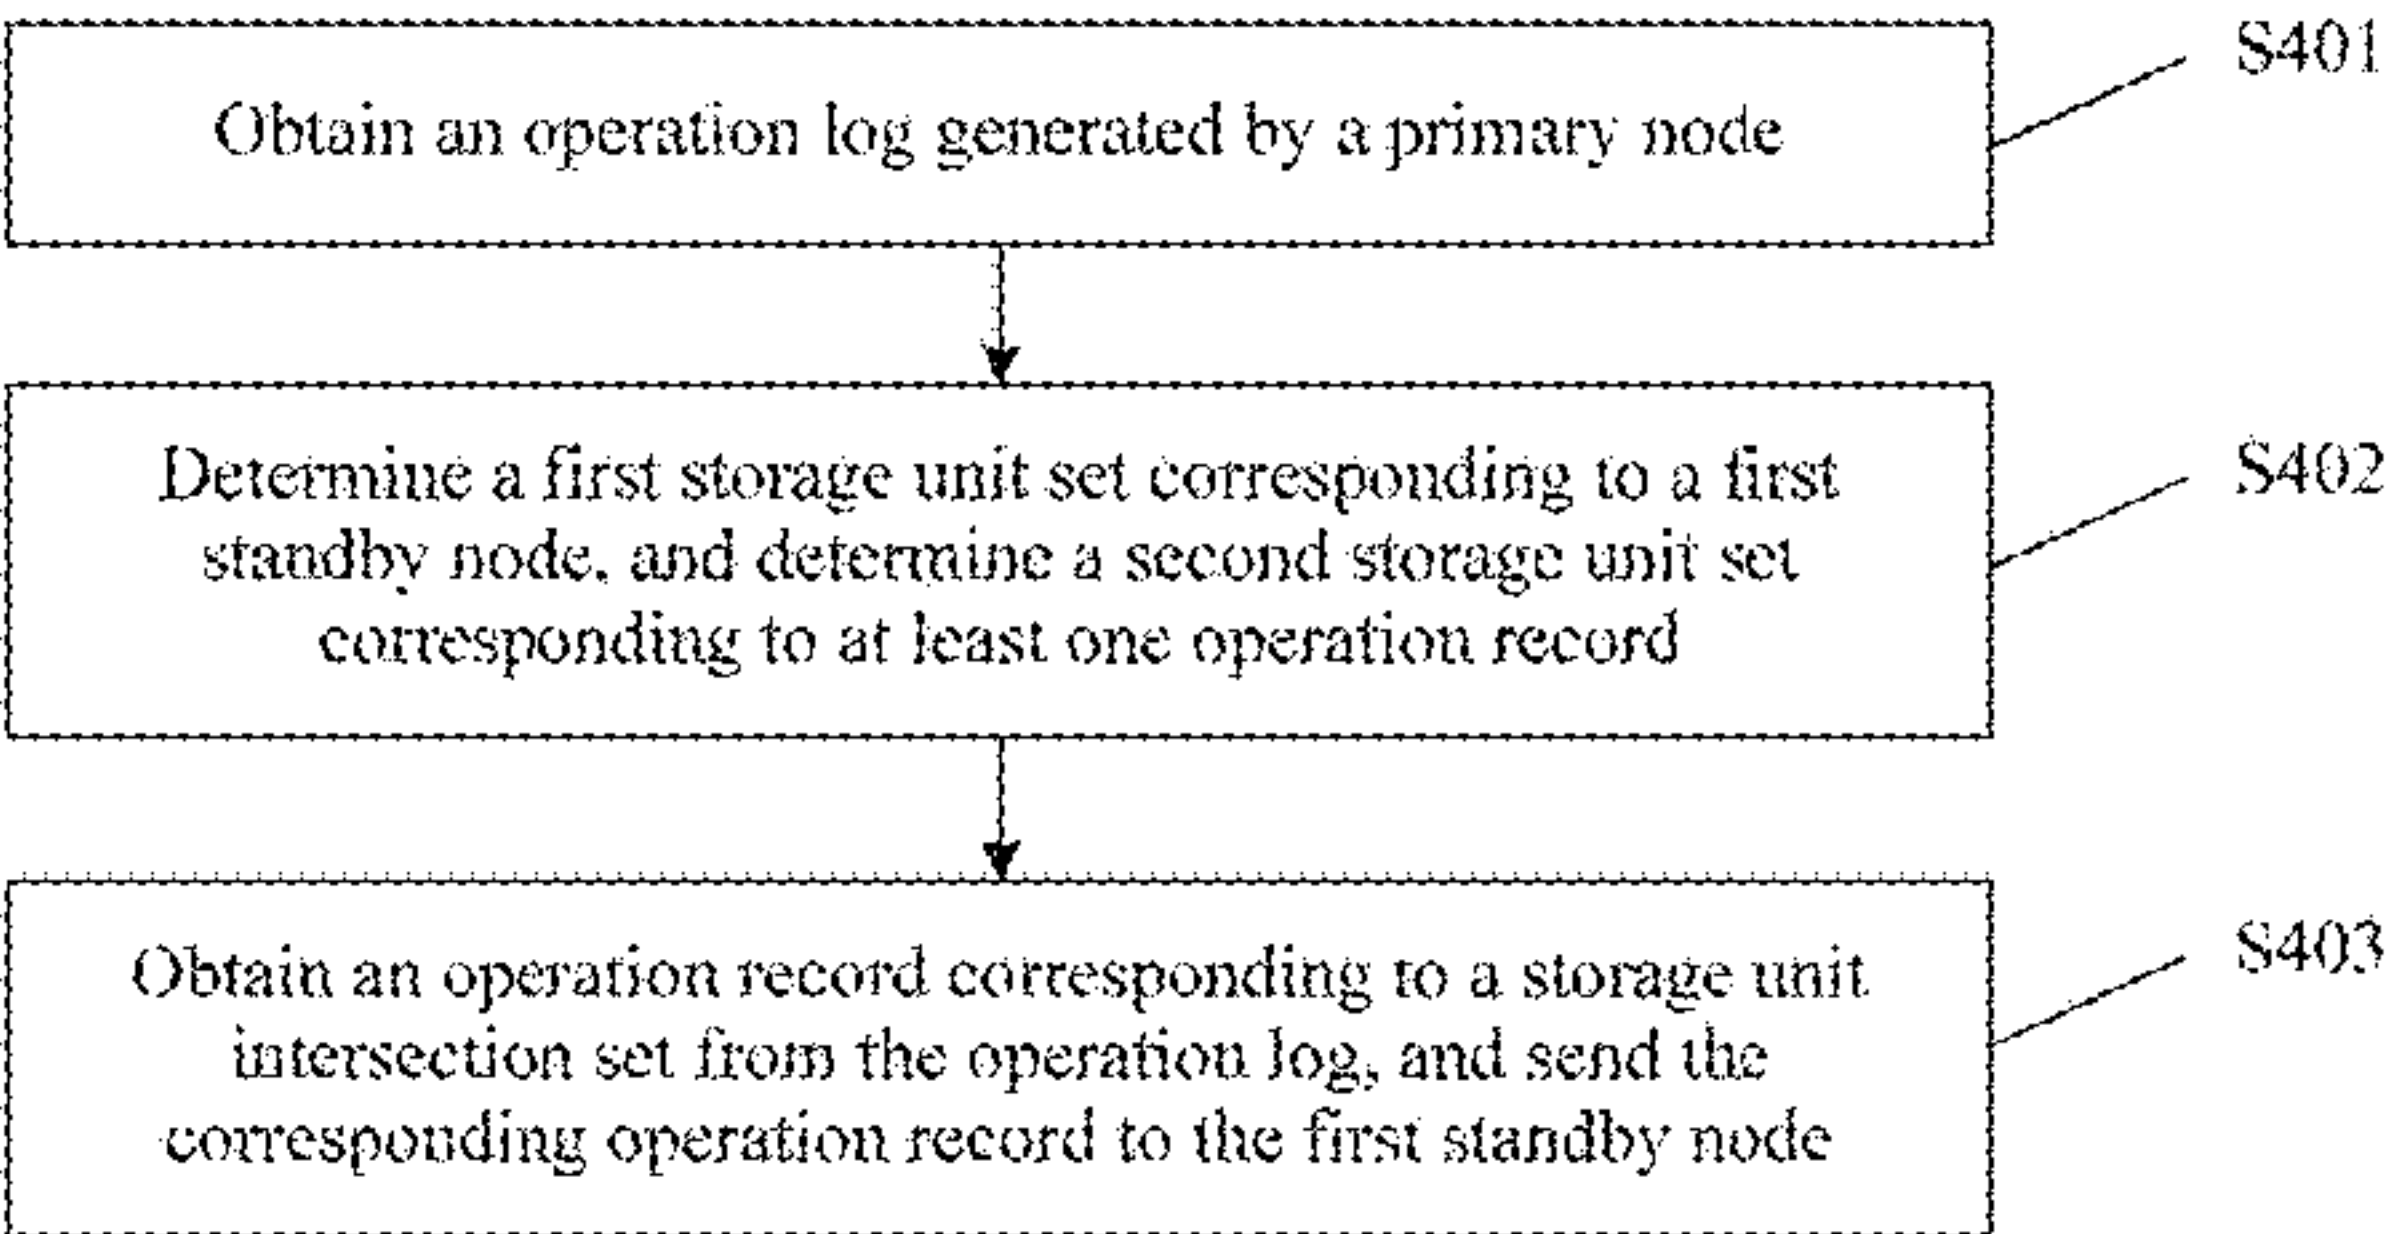 S401
Obtain an operation log generated by a primary node
S402
Determine a first storage unit set corresponding to a first
standby node, and determine a second storage unit set
corresponding to at least one operation record
S403
Obtain an operation record corresponding to a storage unit
intersection set from the operation log, and send the
corresponding operation record to the first standby node